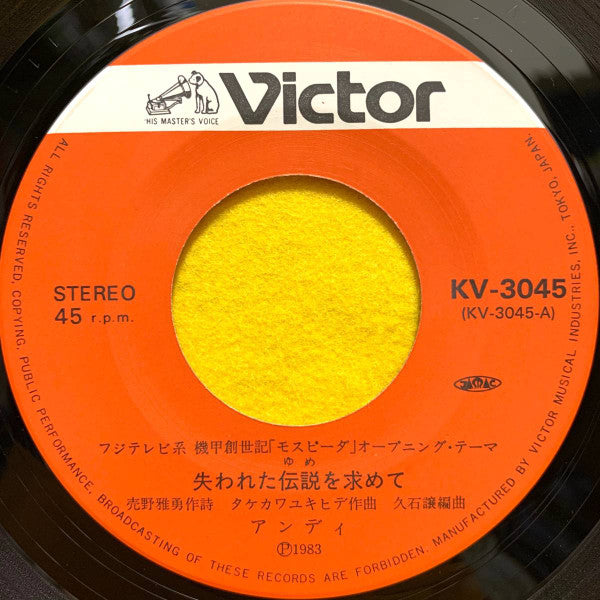 Victor
"HIS MASTER'S VOICE"
STEREO
45 r.p.m.
KV-3045
(KV-3045-A)
JASRAC
フジテレビ系 機甲創世記「モスピーダ」オープニング・テーマ
ゆめ
失われた伝説を求めて
売野雅勇作詩 タケカワユキヒデ作曲 久石譲編曲
アンディ
Ⓟ1983
ALL RIGHTS RESERVED. COPYING, PUBLIC PERFORMANCE, BROADCASTING OF THESE RECORDS ARE FORBIDDEN. MANUFACTURED BY VICTOR MUSICAL INDUSTRIES, INC., TOKYO, JAPAN.